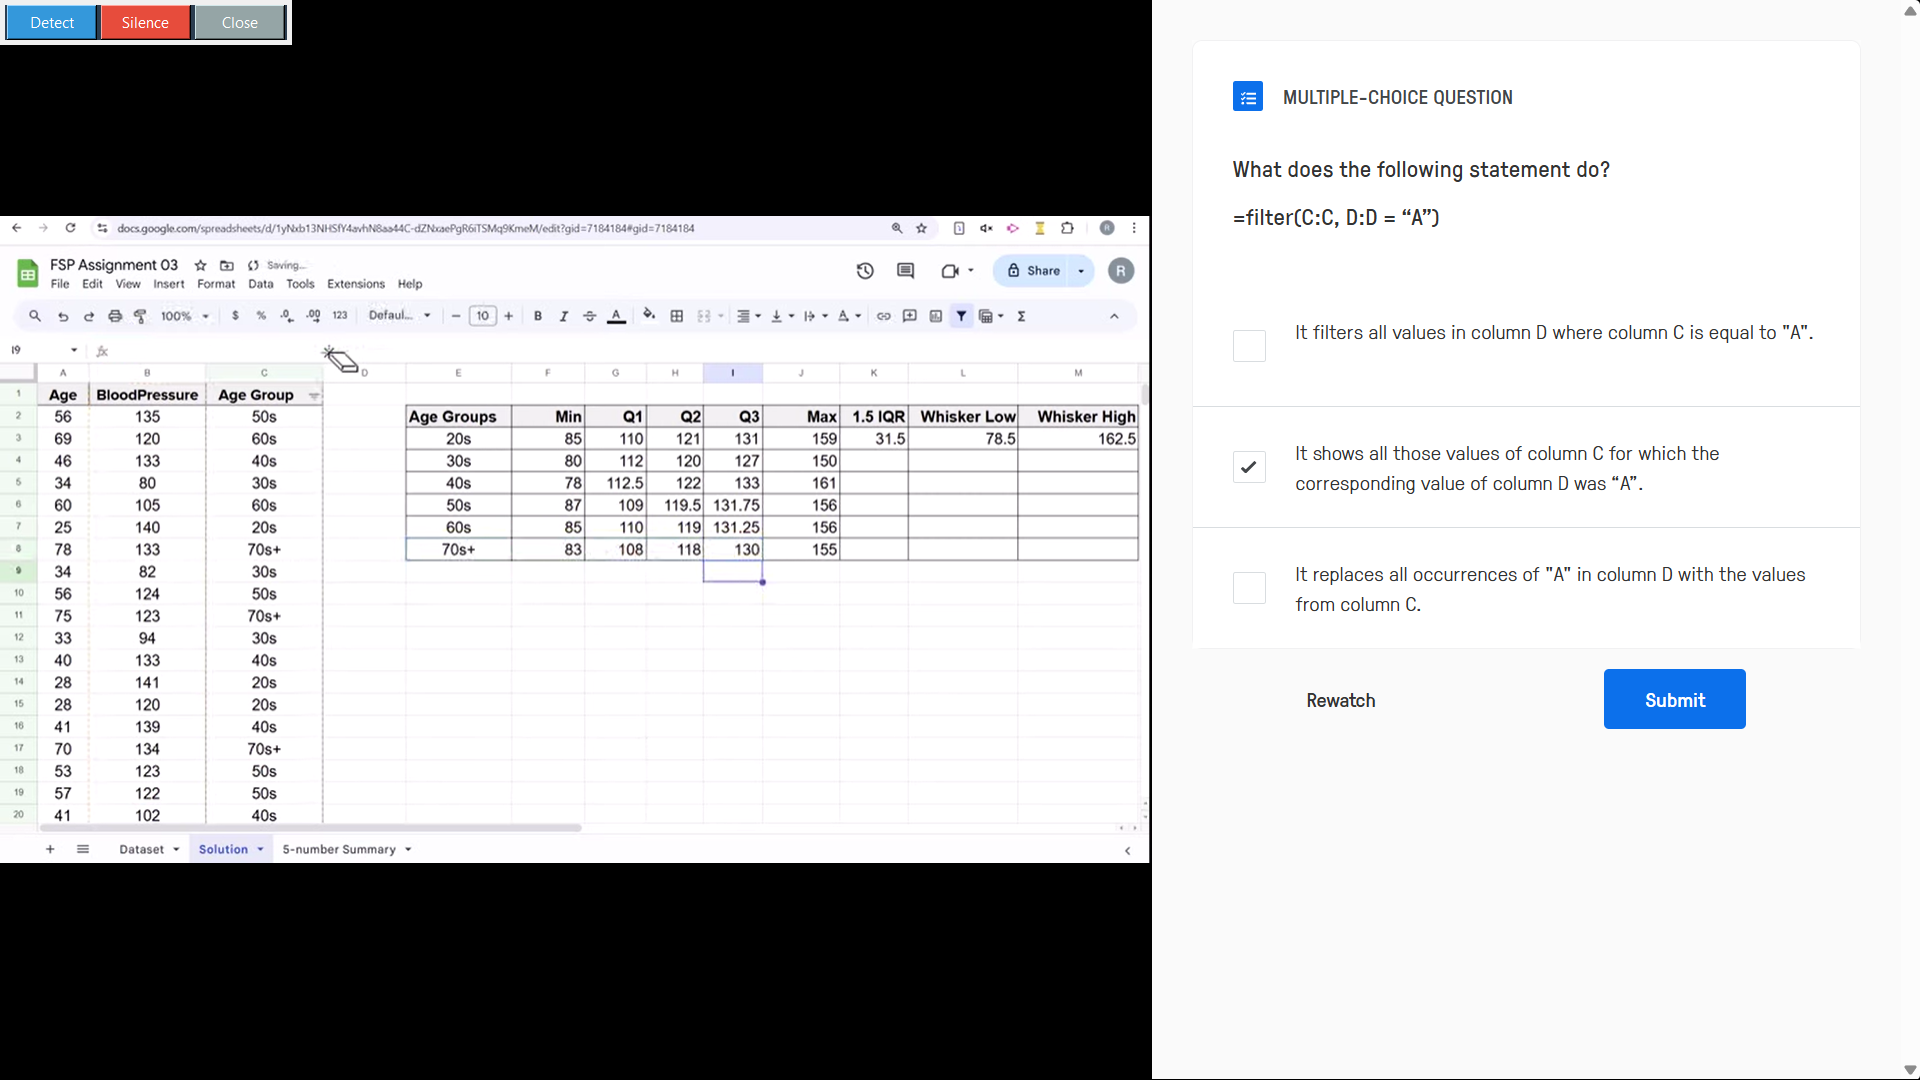 Detect Silence Close
docs.google.com/spreadsheets/d/1yNxb13NHSfY4avhN8aa44C-dZNxaePgR6iTSMq9KmeM/edit?gid=7184184#gid=7184184
FSP Assignment 03 Saving...
File Edit View Insert Format Data Tools Extensions Help
Share R
100% $ % .0 .00 123 Defaul... - 10 + B I A
I9 fx
A B C D E F G H I J K L M
1 Age BloodPressure Age Group
2 56 135 50s Age Groups Min Q1 Q2 Q3 Max 1.5 IQR Whisker Low Whisker High
3 69 120 60s 20s 85 110 121 131 159 31.5 78.5 162.5
4 46 133 40s 30s 80 112 120 127 150
5 34 80 30s 40s 78 112.5 122 133 161
6 60 105 60s 50s 87 109 119.5 131.75 156
7 25 140 20s 60s 85 110 119 131.25 156
8 78 133 70s+ 70s+ 83 108 118 130 155
9 34 82 30s
10 56 124 50s
11 75 123 70s+
12 33 94 30s
13 40 133 40s
14 28 141 20s
15 28 120 20s
16 41 139 40s
17 70 134 70s+
18 53 123 50s
19 57 122 50s
20 41 102 40s
+ Dataset Solution 5-number Summary
MULTIPLE-CHOICE QUESTION
What does the following statement do?
=filter(C:C, D:D = “A”)
It filters all values in column D where column C is equal to "A".
It shows all those values of column C for which the
corresponding value of column D was “A”.
It replaces all occurrences of "A" in column D with the values
from column C.
Rewatch Submit